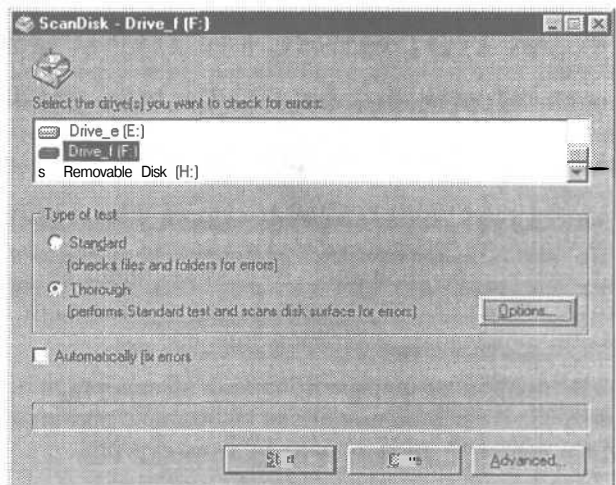 ScanDisk - Drive_f (F:)
Select the drive(s) you want to check for errors:
Drive_e (E:)
Drive_f (F:)
s Removable Disk (H:)
Type of test
Standard
(checks files and folders for errors)
Thorough
(performs Standard test and scans disk surface for errors)
Options...
Automatically fix errors
Advanced...